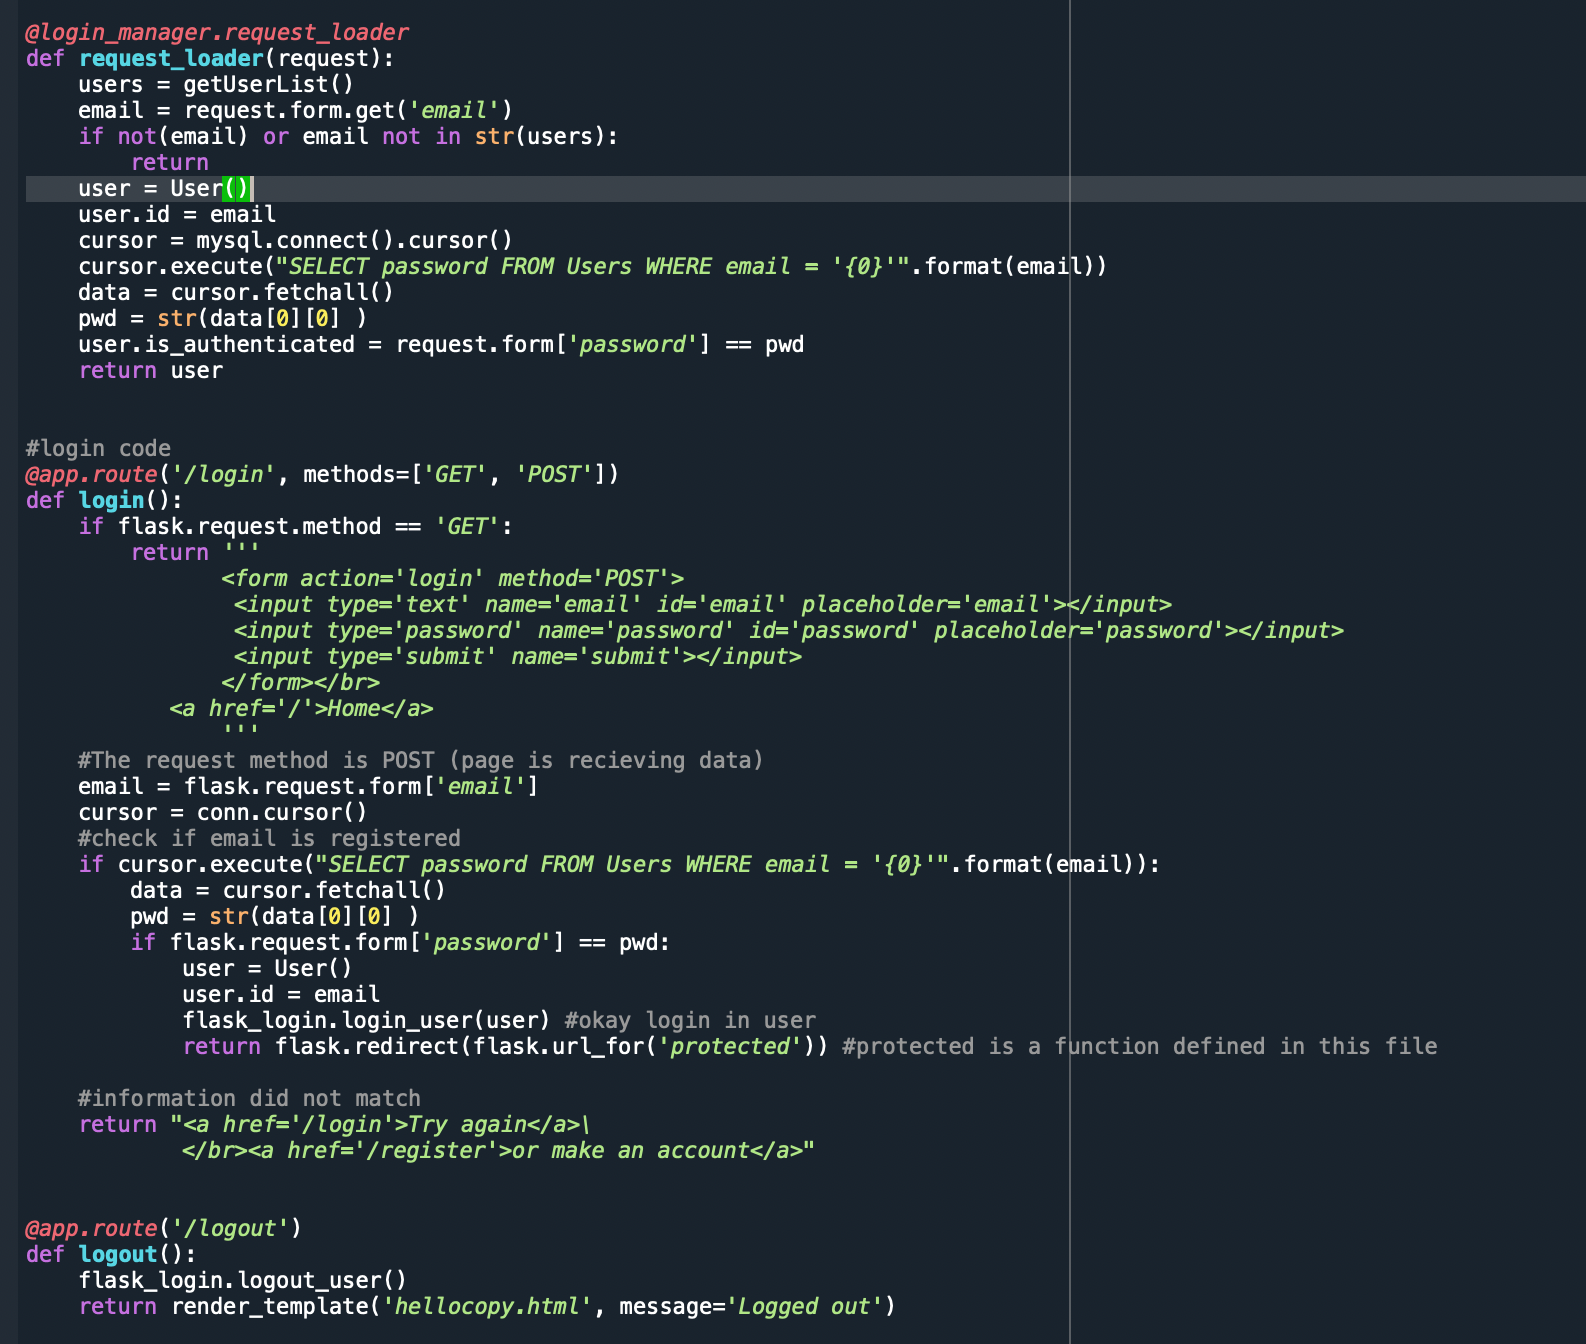 @login_manager.request_loader
def request_loader(request):
    users = getUserList()
    email = request.form.get('email')
    if not(email) or email not in str(users):
        return
    user = User()
    user.id = email
    cursor = mysql.connect().cursor()
    cursor.execute("SELECT password FROM Users WHERE email = '{0}'".format(email))
    data = cursor.fetchall()
    pwd = str(data[0][0] )
    user.is_authenticated = request.form['password'] == pwd
    return user
#login code
@app.route('/login', methods=['GET', 'POST'])
def login():
    if flask.request.method == 'GET':
        return '''
               <form action='login' method='POST'>
                <input type='text' name='email' id='email' placeholder='email'></input>
                <input type='password' name='password' id='password' placeholder='password'></input>
                <input type='submit' name='submit'></input>
               </form></br>
           <a href='/'>Home</a>
               '''
    #The request method is POST (page is recieving data)
    email = flask.request.form['email']
    cursor = conn.cursor()
    #check if email is registered
    if cursor.execute("SELECT password FROM Users WHERE email = '{0}'".format(email)):
        data = cursor.fetchall()
        pwd = str(data[0][0] )
        if flask.request.form['password'] == pwd:
            user = User()
            user.id = email
            flask_login.login_user(user) #okay login in user
            return flask.redirect(flask.url_for('protected')) #protected is a function defined in this file
    #information did not match
    return "<a href='/login'>Try again</a>\
            </br><a href='/register'>or make an account</a>"
@app.route('/logout')
def logout():
    flask_login.logout_user()
    return render_template('hellocopy.html', message='Logged out')